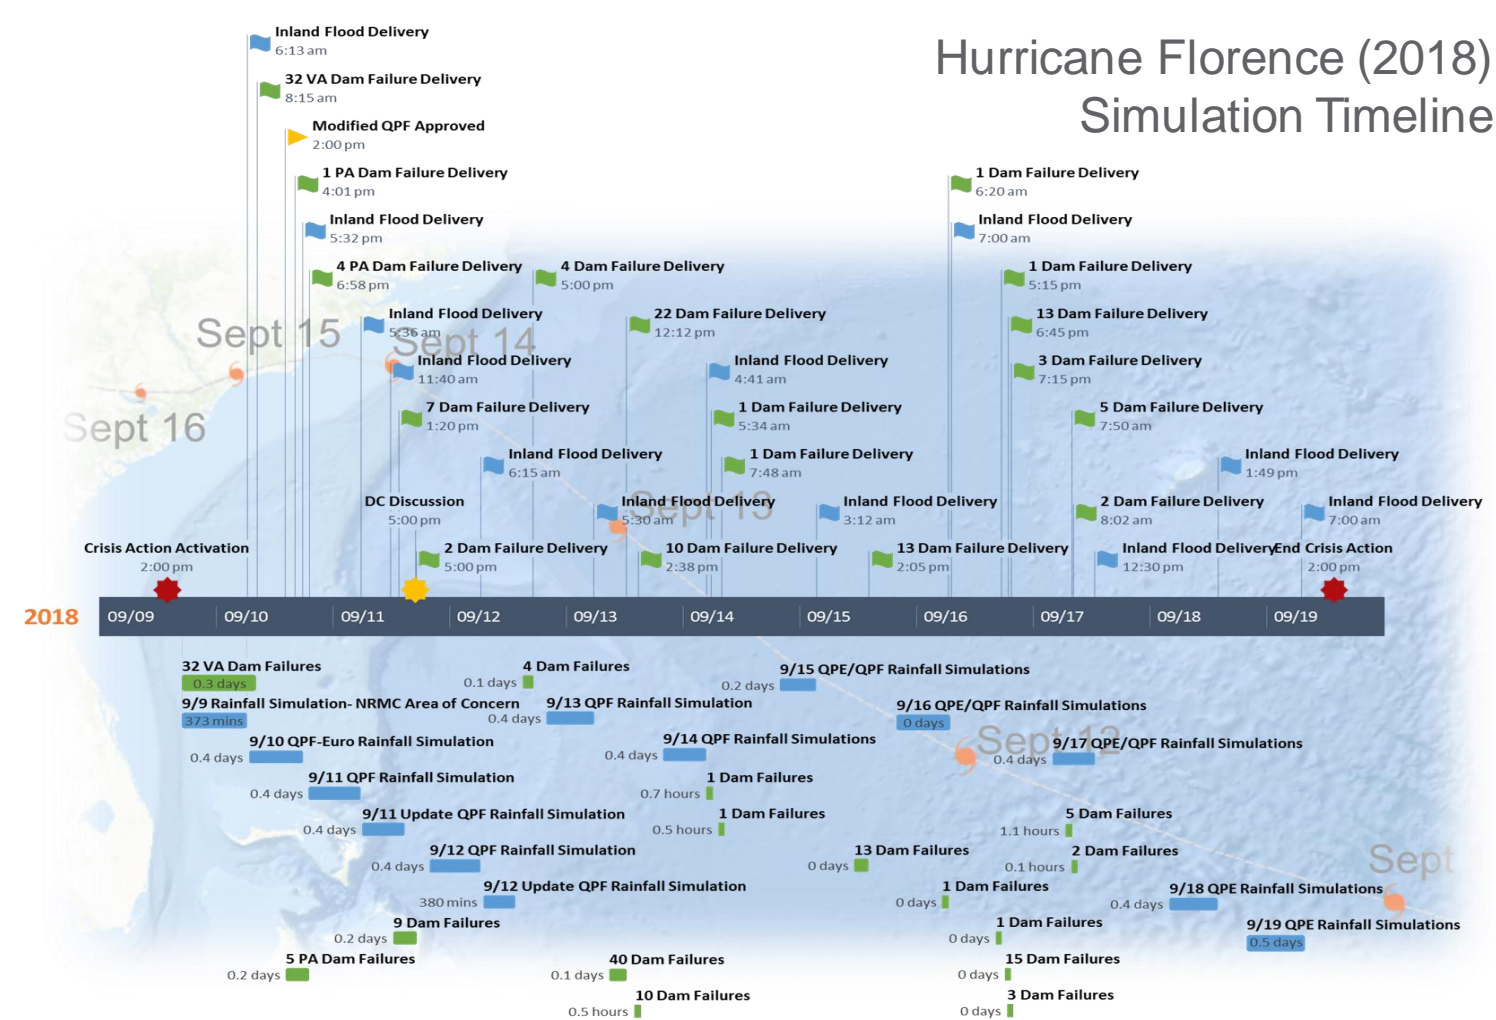 Hurricane Florence (2018)
Simulation Timeline
Inland Flood Delivery
6:13 am
32 VA Dam Failure Delivery
8:15 am
Modified QPF Approved
2:00 pm
1 PA Dam Failure Delivery
4:01 pm
1 Dam Failure Delivery
6:20 am
Inland Flood Delivery
5:32 pm
Inland Flood Delivery
7:00 am
4 PA Dam Failure Delivery
6:58 pm
4 Dam Failure Delivery
5:00 pm
1 Dam Failure Delivery
5:15 pm
Inland Flood Delivery
5:36 am
22 Dam Failure Delivery
12:12 pm
13 Dam Failure Delivery
6:45 pm
Sept 15
Sept 14
Inland Flood Delivery
11:40 am
Inland Flood Delivery
4:41 am
3 Dam Failure Delivery
7:15 pm
Sept 16
7 Dam Failure Delivery
1:20 pm
1 Dam Failure Delivery
5:34 am
5 Dam Failure Delivery
7:50 am
Inland Flood Delivery
6:15 am
1 Dam Failure Delivery
7:48 am
Inland Flood Delivery
1:49 pm
DC Discussion
5:00 pm
Inland Flood Delivery
5:30 am
Sept 13
Inland Flood Delivery
3:12 am
2 Dam Failure Delivery
8:02 am
Inland Flood Delivery
7:00 am
Crisis Action Activation
2:00 pm
2 Dam Failure Delivery
5:00 pm
10 Dam Failure Delivery
2:38 pm
13 Dam Failure Delivery
2:05 pm
Inland Flood Delivery
12:30 pm
End Crisis Action
2:00 pm
2018 09/09 09/10 09/11 09/12 09/13 09/14 09/15 09/16 09/17 09/18 09/19
32 VA Dam Failures
0.3 days
4 Dam Failures
0.1 days
9/15 QPE/QPF Rainfall Simulations
0.2 days
9/9 Rainfall Simulation- NRMC Area of Concern
373 mins
9/13 QPF Rainfall Simulation
0.4 days
9/16 QPE/QPF Rainfall Simulations
0 days
9/10 QPF-Euro Rainfall Simulation
0.4 days
9/14 QPF Rainfall Simulations
0.4 days
Sept 12
9/17 QPE/QPF Rainfall Simulations
0.4 days
9/11 QPF Rainfall Simulation
0.4 days
1 Dam Failures
0.7 hours
9/11 Update QPF Rainfall Simulation
0.4 days
1 Dam Failures
0.5 hours
5 Dam Failures
1.1 hours
9/12 QPF Rainfall Simulation
0.4 days
13 Dam Failures
0 days
2 Dam Failures
0.1 hours
Sept
9/12 Update QPF Rainfall Simulation
380 mins
1 Dam Failures
0 days
9/18 QPE Rainfall Simulations
0.4 days
9 Dam Failures
0.2 days
1 Dam Failures
0 days
9/19 QPE Rainfall Simulations
0.5 days
5 PA Dam Failures
0.2 days
40 Dam Failures
0.1 days
15 Dam Failures
0 days
10 Dam Failures
0.5 hours
3 Dam Failures
0 days